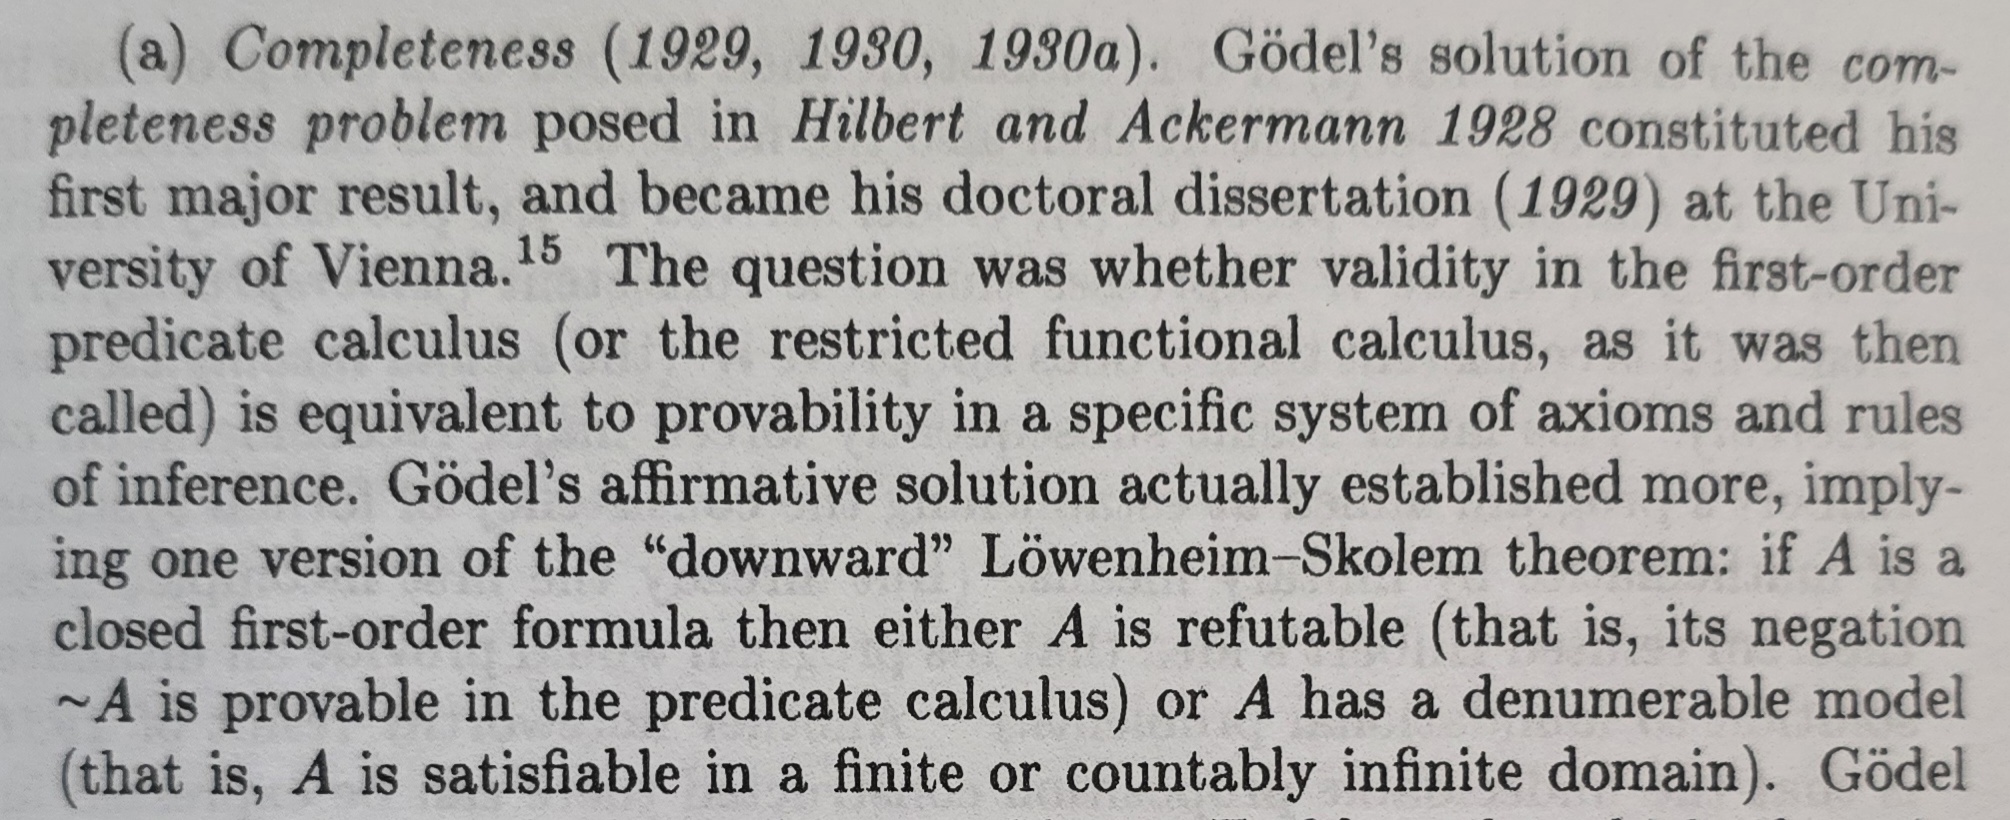 (a) Completeness (1929, 1930, 1930a). Gödel's solution of the com-
pleteness problem posed in Hilbert and Ackermann 1928 constituted his
first major result, and became his doctoral dissertation (1929) at the Uni-
versity of Vienna.15 The question was whether validity in the first-order
predicate calculus (or the restricted functional calculus, as it was then
called) is equivalent to provability in a specific system of axioms and rules
of inference. Gödel's affirmative solution actually established more, imply-
ing one version of the “downward” Löwenheim–Skolem theorem: if A is a
closed first-order formula then either A is refutable (that is, its negation
~A is provable in the predicate calculus) or A has a denumerable model
(that is, A is satisfiable in a finite or countably infinite domain). Gödel